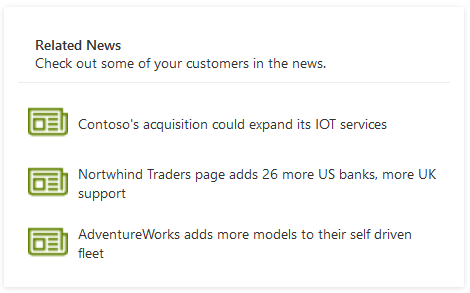 Related News
Check out some of your customers in the news.
Contoso's acquisition could expand its IOT services
Nortwhind Traders page adds 26 more US banks, more UK
support
AdventureWorks adds more models to their self driven
fleet